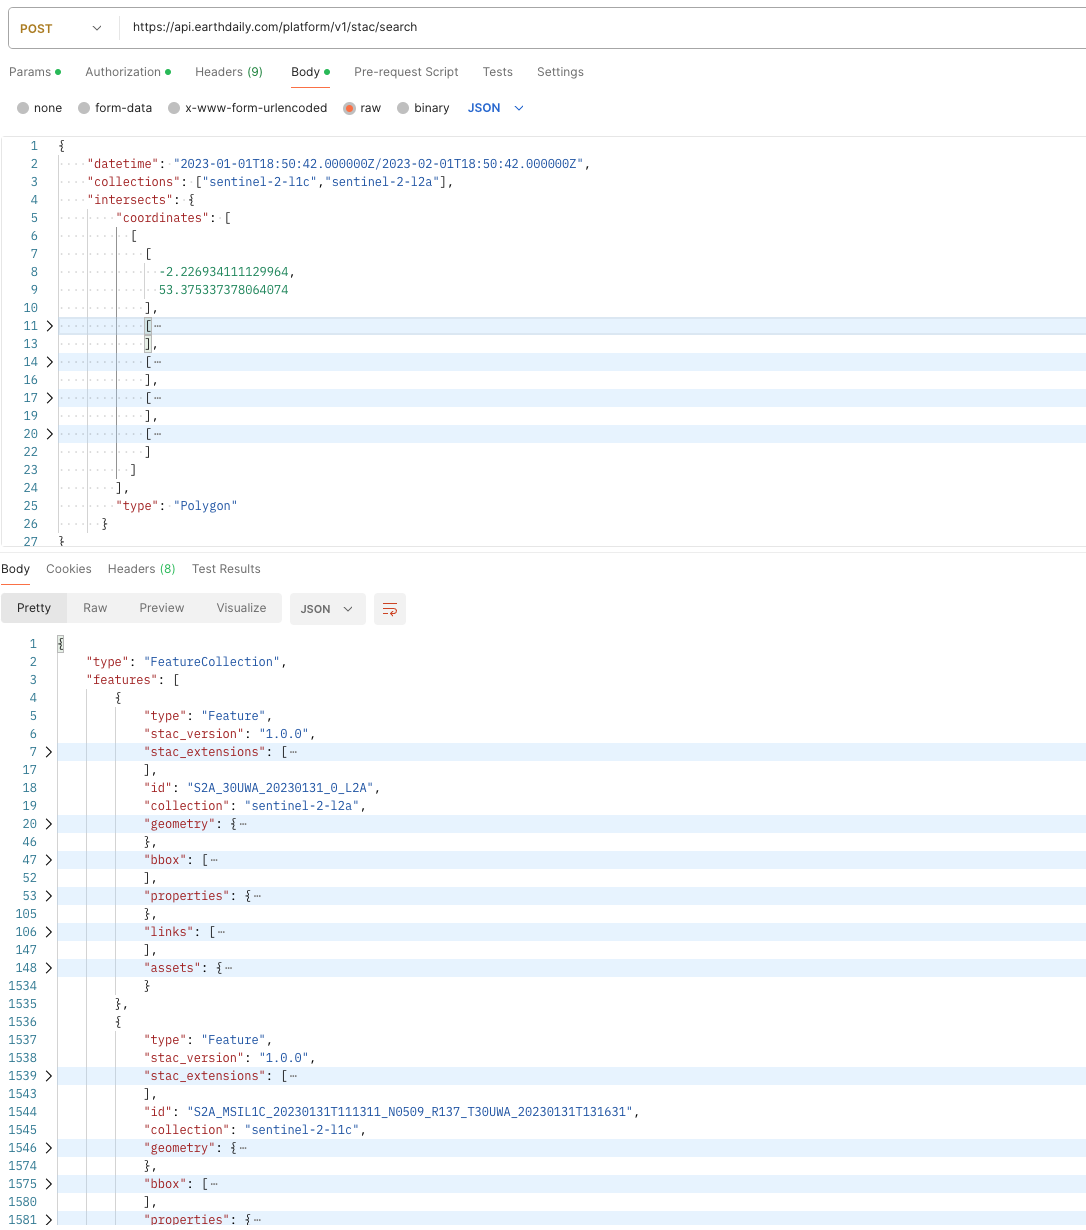 POST https://api.earthdaily.com/platform/v1/stac/search
Params Authorization Headers (9) Body Pre-request Script Tests Settings
none form-data x-www-form-urlencoded raw binary JSON
1 {
2 "datetime": "2023-01-01T18:50:42.000000Z/2023-02-01T18:50:42.000000Z",
3 "collections": ["sentinel-2-l1c","sentinel-2-l2a"],
4 "intersects": {
5 "coordinates": [
6 [
7 [
8 -2.226934111129964,
9 53.375337378064074
10 ],
11 […
13 ],
14 […
16 ],
17 […
19 ],
20 […
22 ]
23 ]
24 ],
25 "type": "Polygon"
26 }
27 }
Body Cookies Headers (8) Test Results
Pretty Raw Preview Visualize JSON
1 {
2 "type": "FeatureCollection",
3 "features": [
4 {
5 "type": "Feature",
6 "stac_version": "1.0.0",
7 "stac_extensions": […
17 ],
18 "id": "S2A_30UWA_20230131_0_L2A",
19 "collection": "sentinel-2-l2a",
20 "geometry": {…
46 },
47 "bbox": […
52 ],
53 "properties": {…
105 },
106 "links": […
147 ],
148 "assets": {…
1534 }
1535 },
1536 {
1537 "type": "Feature",
1538 "stac_version": "1.0.0",
1539 "stac_extensions": […
1543 ],
1544 "id": "S2A_MSIL1C_20230131T111311_N0509_R137_T30UWA_20230131T131631",
1545 "collection": "sentinel-2-l1c",
1546 "geometry": {…
1574 },
1575 "bbox": […
1580 ],
1581 "properties": {…